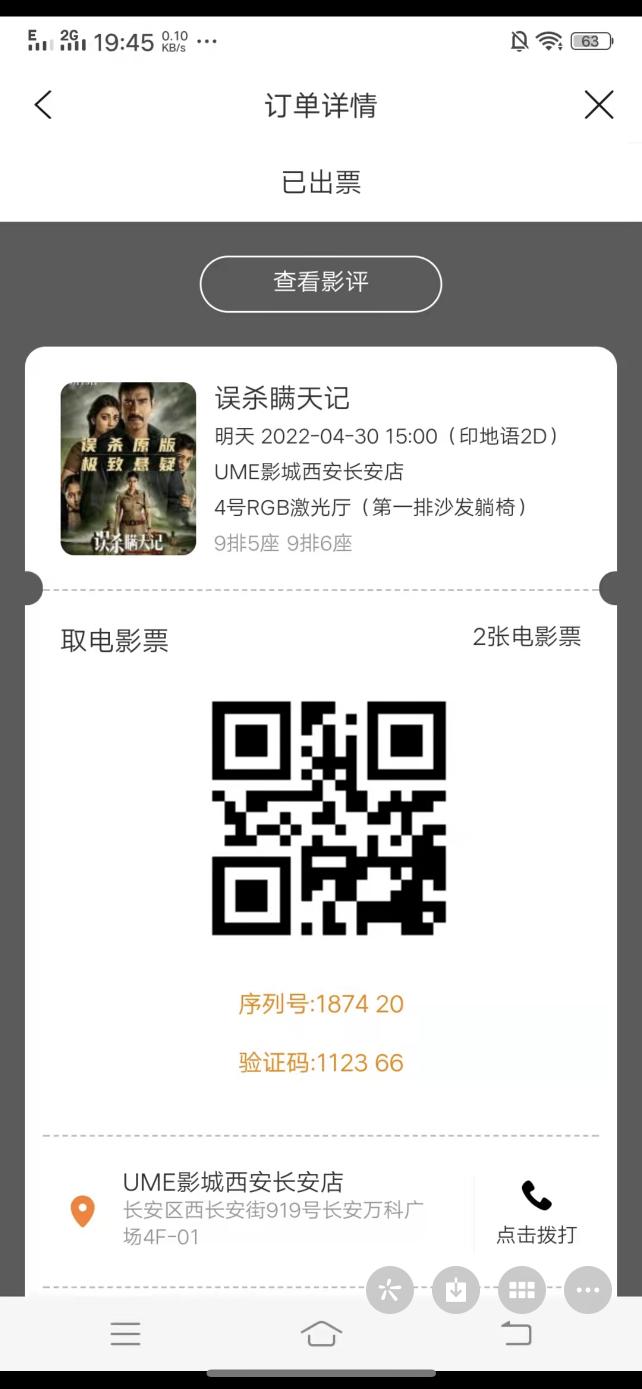 E 2G 19:45 0.10 KB/s ... 63
订单详情
已出票
查看影评
误杀原版
极致悬疑
误杀瞒天记
误杀瞒天记
明天 2022-04-30 15:00（印地语2D）
UME影城西安长安店
4号RGB激光厅（第一排沙发躺椅）
9排5座 9排6座
取电影票
2张电影票
序列号:1874 20
验证码:1123 66
UME影城西安长安店
长安区西长安街919号长安万科广
场4F-01
点击拨打